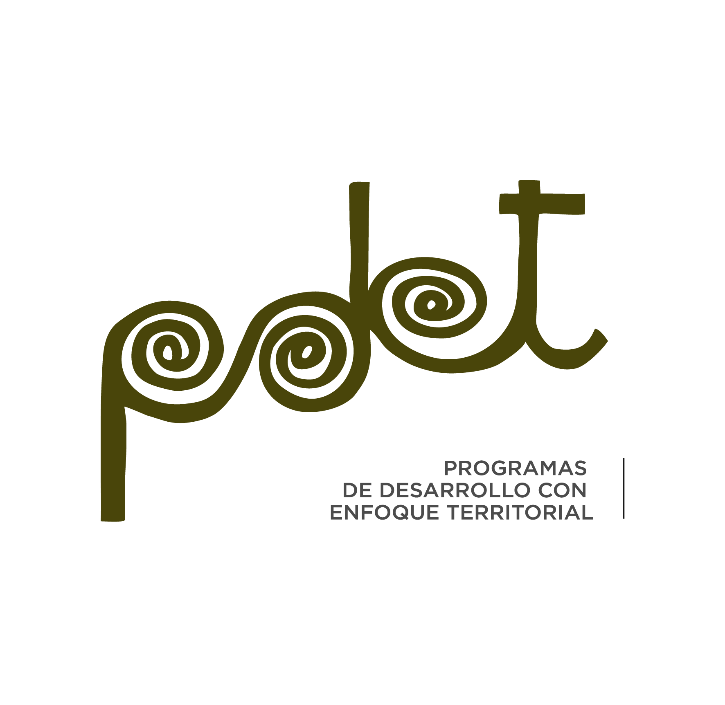 pdet
PROGRAMAS
DE DESARROLLO CON
ENFOQUE TERRITORIAL